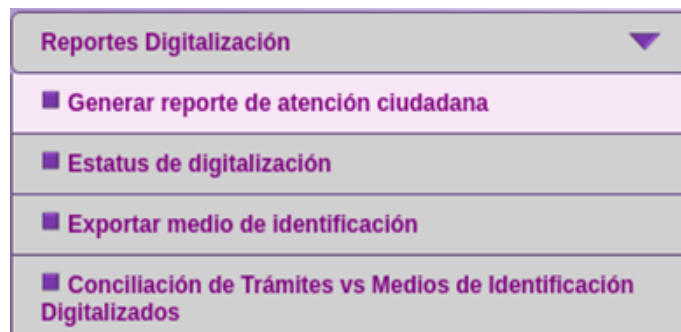 Reportes Digitalización
Generar reporte de atención ciudadana
Estatus de digitalización
Exportar medio de identificación
Conciliación de Trámites vs Medios de Identificación
Digitalizados